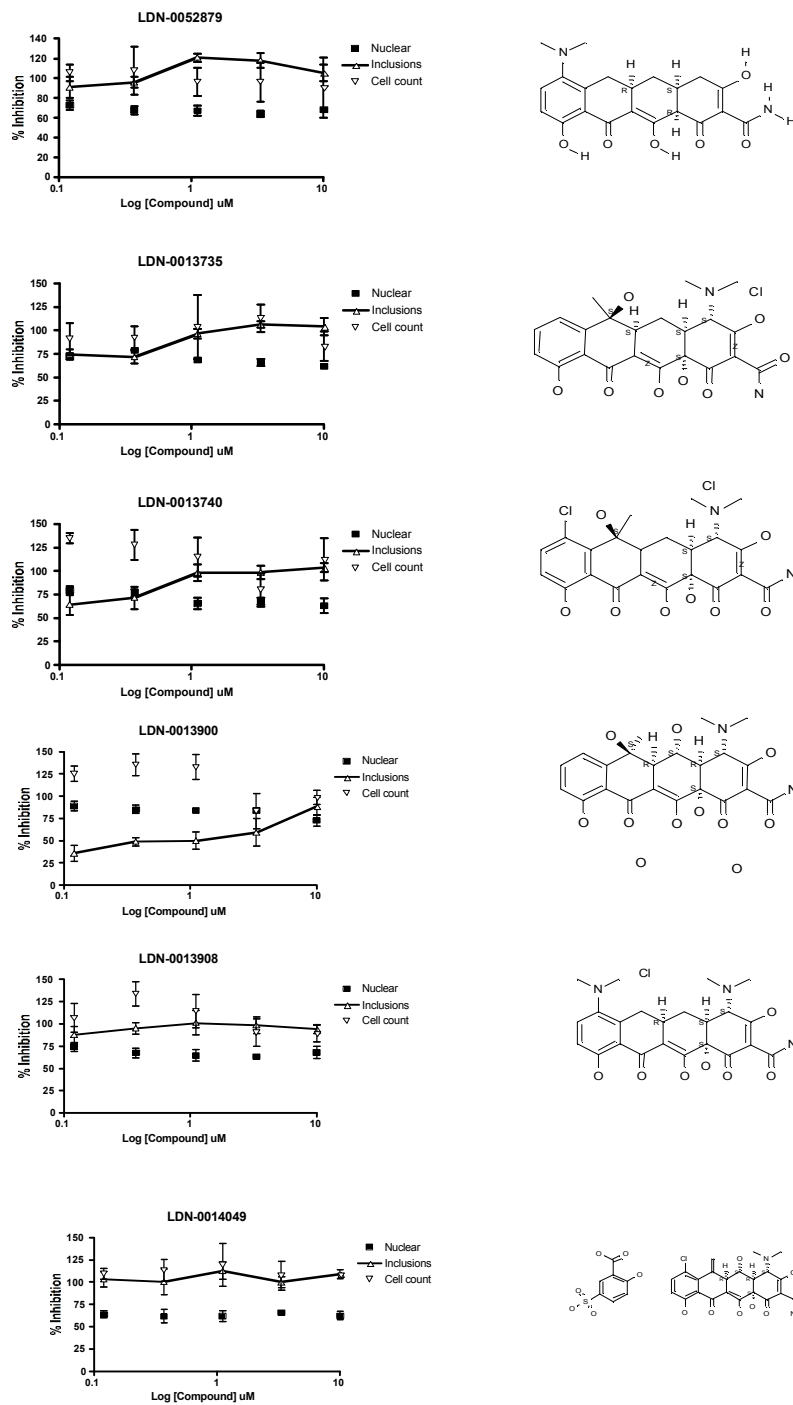 LDN-0052879
% Inhibition
140
120
100
80
60
40
20
0
0.1 1 10
Log [Compound] uM
Nuclear
Inclusions
Cell count
N
H H
H
O
R S
R
H
H
N
H
O O O O O
H H
LDN-0013735
% Inhibition
150
125
100
75
50
25
0
0.1 1 10
Log [Compound] uM
Nuclear
Inclusions
Cell count
O
N Cl
S H H
S S S
O
Z
Z
S
O
O O O O O
N
LDN-0013740
% Inhibition
150
125
100
75
50
25
0
0.1 1 10
Log [Compound] uM
Nuclear
Inclusions
Cell count
Cl
Cl
O
N
S H
S S
O
Z
Z
S
N
O O O O O O
LDN-0013900
% Inhibition
150
125
100
75
50
25
0
0.1 1 10
Log [Compound] uM
Nuclear
Inclusions
Cell count
O
O
N
S H S H S
R R
O
S
N
O O O O O O
O O
LDN-0013908
% Inhibition
150
125
100
75
50
25
0
0.1 1 10
Log [Compound] uM
Nuclear
Inclusions
Cell count
Cl
N
N
H H S
R S
O
S
N
O O O O O O
LDN-0014049
% Inhibition
150
125
100
75
50
25
0
0.1 1 10
Log [Compound] uM
Nuclear
Inclusions
Cell count
O O
O
O
S
O
O
Cl
O
N
H H
O
O O O O O O